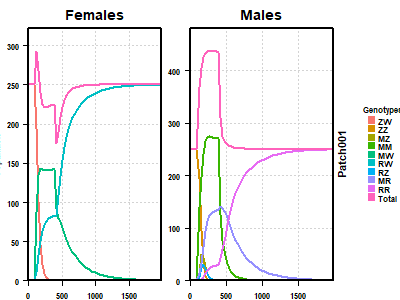 Females
Males
300
250
200
150
100
50
0
0
500
1000
1500
400
300
200
100
0
0
500
1000
1500
Patch001
Genotypes
ZW
ZZ
MZ
MM
MW
RW
RZ
MR
RR
Total